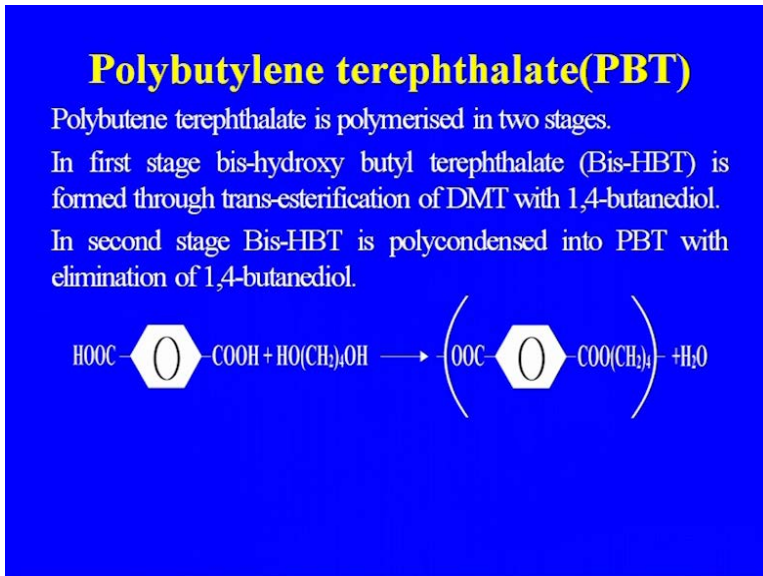 Polybutylene terephthalate(PBT)
Polybutene terephthalate is polymerised in two stages.
In first stage bis-hydroxy butyl terephthalate (Bis-HBT) is
formed through trans-esterification of DMT with 1,4-butanediol.
In second stage Bis-HBT is polycondensed into PBT with
elimination of 1,4-butanediol.
HOOC COOH + HO(CH₂)₄OH OOC COO(CH₂)₄ +H₂O